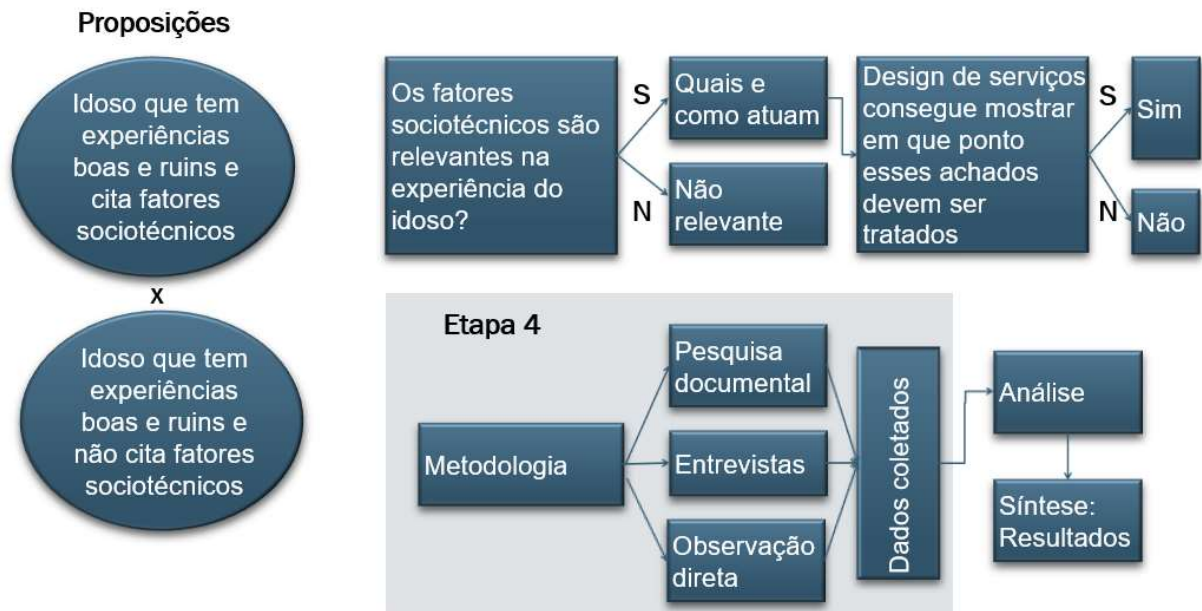 Proposições
Idoso que tem
experiências
boas e ruins e
cita fatores
sociotécnicos
x
Idoso que tem
experiências
boas e ruins e
não cita fatores
sociotécnicos
Os fatores
sociotécnicos são
relevantes na
experiência do
idoso?
S
N
Quais e
como atuam
Não
relevante
Design de serviços
consegue mostrar
em que ponto
esses achados
devem ser
tratados
S
N
Sim
Não
Etapa 4
Metodologia
Pesquisa
documental
Entrevistas
Observação
direta
Dados coletados
Análise
Síntese:
Resultados